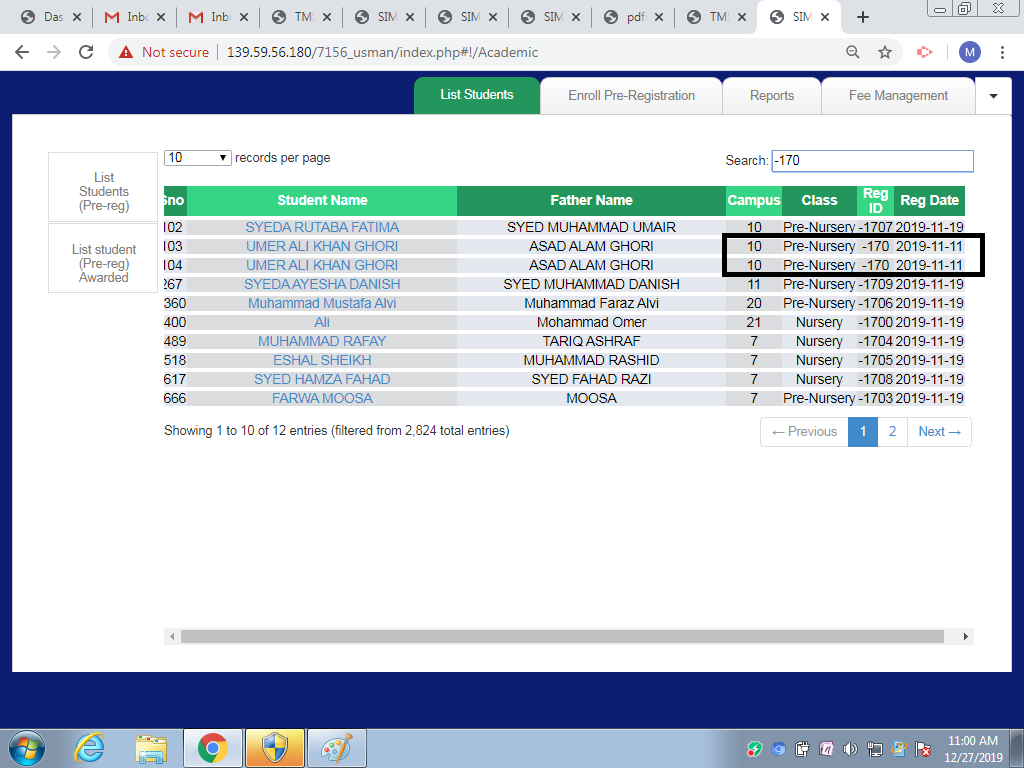 Das Inbo Inbo TMS SIM SIM SIM pdf TMS SIM
Not secure 139.59.56.180/7156_usman/index.php#!/Academic M
List Students Enroll Pre-Registration Reports Fee Management
10 records per page Search: -170
List
Students
(Pre-reg)
List student
(Pre-reg)
Awarded
Sno Student Name Father Name Campus Class Reg ID Reg Date
102 SYEDA RUTABA FATIMA SYED MUHAMMAD UMAIR 10 Pre-Nursery -1707 2019-11-19
103 UMER ALI KHAN GHORI ASAD ALAM GHORI 10 Pre-Nursery -170 2019-11-11
104 UMER ALI KHAN GHORI ASAD ALAM GHORI 10 Pre-Nursery -170 2019-11-11
267 SYEDA AYESHA DANISH SYED MUHAMMAD DANISH 11 Pre-Nursery -1709 2019-11-19
360 Muhammad Mustafa Alvi Muhammad Faraz Alvi 20 Pre-Nursery -1706 2019-11-19
400 Ali Mohammad Omer 21 Nursery -1700 2019-11-19
489 MUHAMMAD RAFAY TARIQ ASHRAF 7 Nursery -1704 2019-11-19
518 ESHAL SHEIKH MUHAMMAD RASHID 7 Nursery -1705 2019-11-19
617 SYED HAMZA FAHAD SYED FAHAD RAZI 7 Nursery -1708 2019-11-19
666 FARWA MOOSA MOOSA 7 Pre-Nursery -1703 2019-11-19
Showing 1 to 10 of 12 entries (filtered from 2,824 total entries) ← Previous 1 2 Next →
11:00 AM
12/27/2019